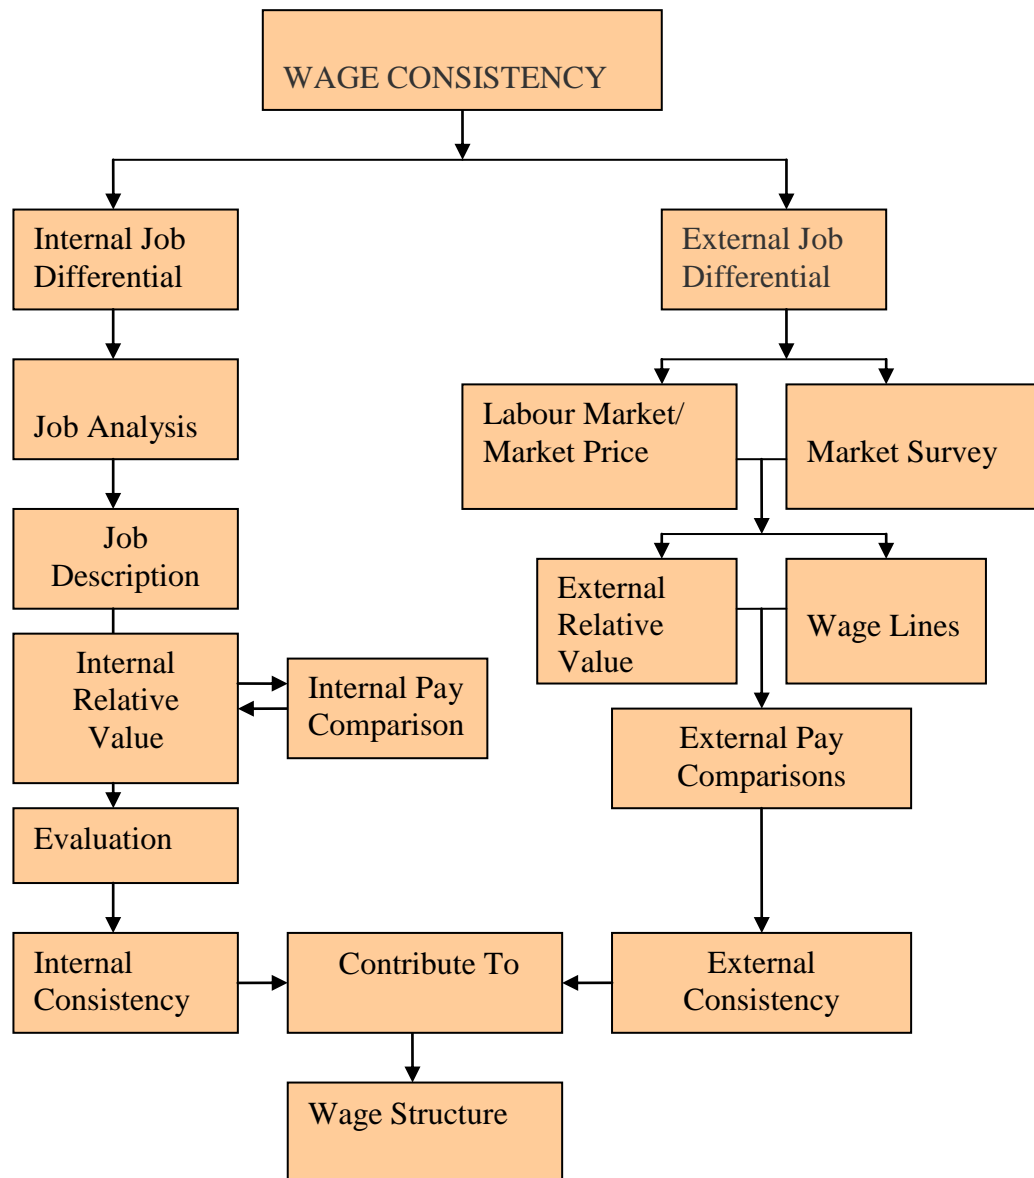 WAGE CONSISTENCY
Internal Job
Differential
External Job
Differential
Job Analysis
Labour Market/
Market Price
Market Survey
Job
Description
External
Relative
Value
Wage Lines
Internal
Relative
Value
Internal Pay
Comparison
External Pay
Comparisons
Evaluation
Internal
Consistency
Contribute To
External
Consistency
Wage Structure